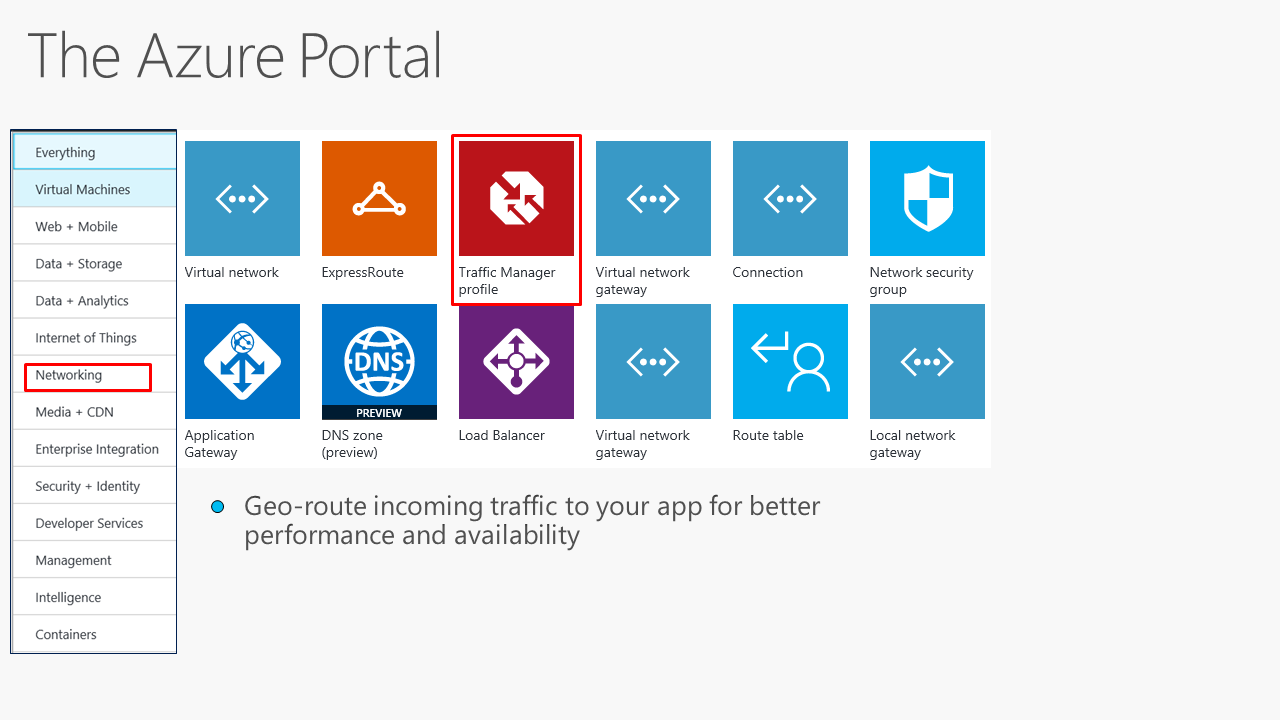 The Azure Portal
Everything
Virtual Machines
Web + Mobile
Data + Storage
Data + Analytics
Internet of Things
Networking
Media + CDN
Enterprise Integration
Security + Identity
Developer Services
Management
Intelligence
Containers
Virtual network
ExpressRoute
Traffic Manager
profile
Virtual network
gateway
Connection
Network security
group
Application
Gateway
DNS
PREVIEW
DNS zone
(preview)
Load Balancer
Virtual network
gateway
Route table
Local network
gateway
Geo-route incoming traffic to your app for better
performance and availability